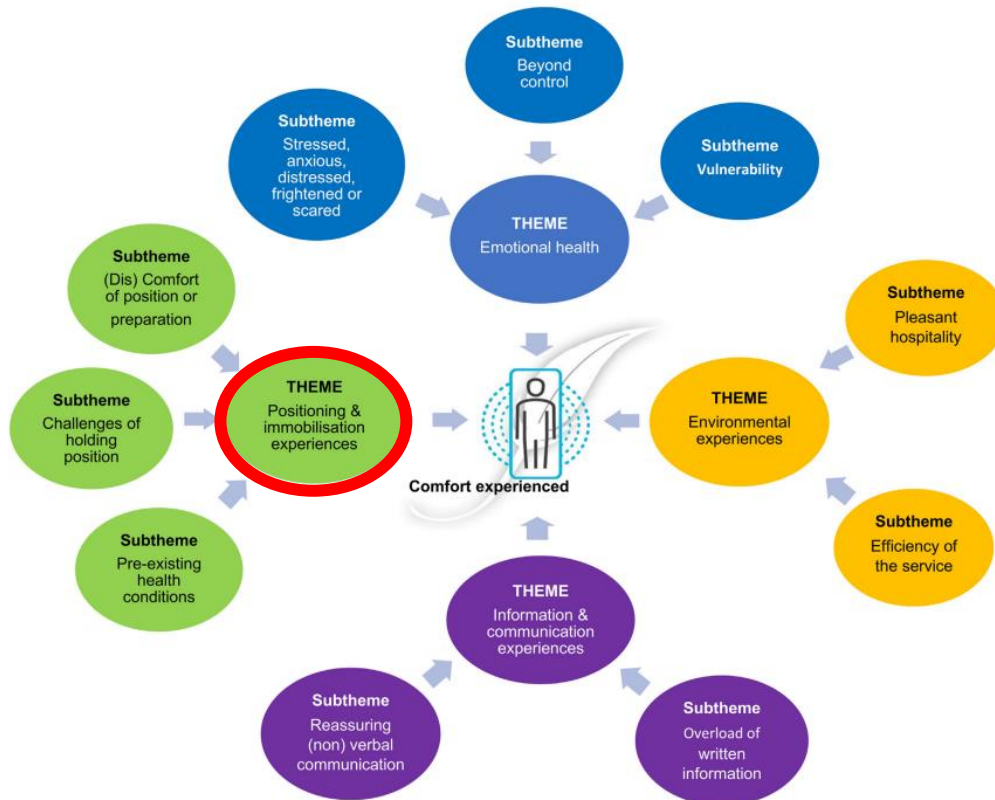 Subtheme
Beyond
control
Subtheme
Stressed,
anxious,
distressed,
frightened or
scared
Subtheme
Vulnerability
THEME
Emotional health
Subtheme
(Dis) Comfort
of position or
preparation
Subtheme
Challenges of
holding
position
Subtheme
Pre-existing
health
conditions
THEME
Positioning &
immobilisation
experiences
Comfort experienced
THEME
Environmental
experiences
Subtheme
Pleasant
hospitality
Subtheme
Efficiency of
the service
THEME
Information &
communication
experiences
Subtheme
Reassuring
(non) verbal
communication
Subtheme
Overload of
written
information